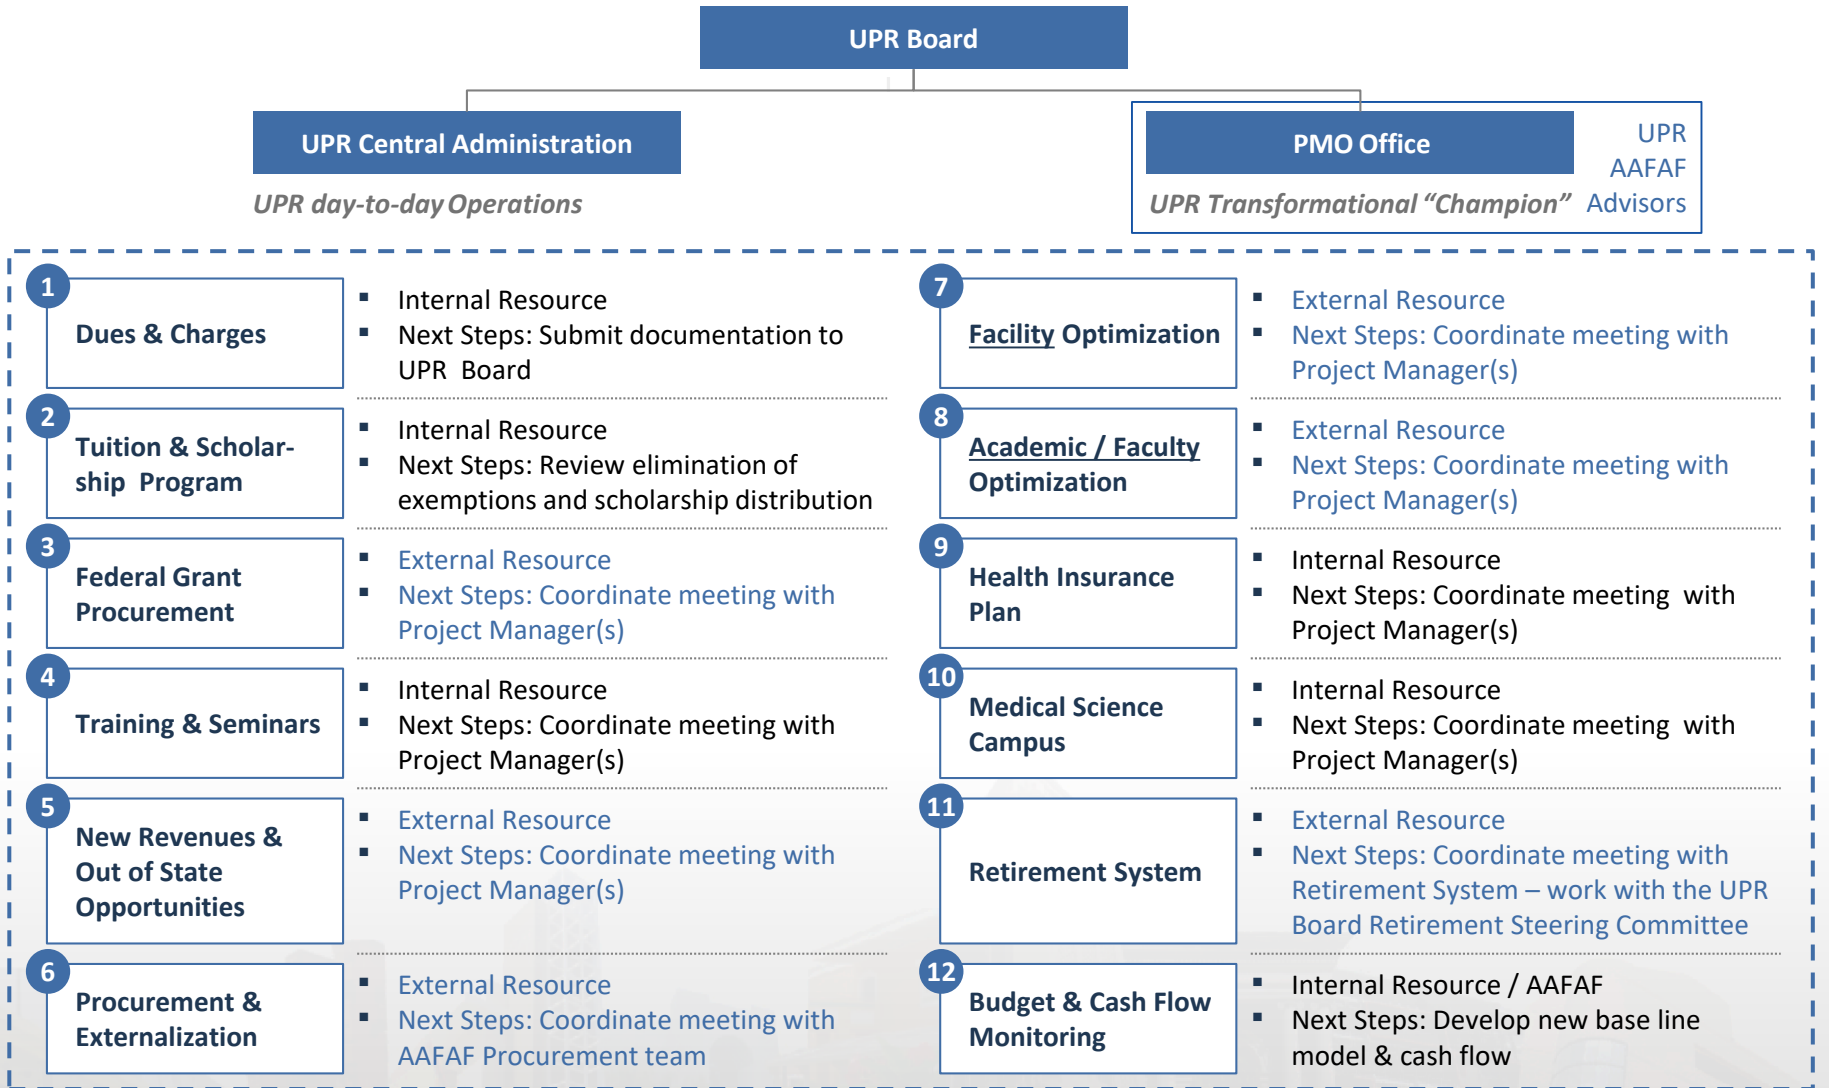 UPR Board
UPR Central Administration
UPR day-to-day Operations
PMO Office
UPR Transformational “Champion”
UPR
AAFAF
Advisors
1
Dues & Charges
▪ Internal Resource
▪ Next Steps: Submit documentation to
UPR Board
2
Tuition & Scholar-
ship Program
▪ Internal Resource
▪ Next Steps: Review elimination of
exemptions and scholarship distribution
3
Federal Grant
Procurement
▪ External Resource
▪ Next Steps: Coordinate meeting with
Project Manager(s)
4
Training & Seminars
▪ Internal Resource
▪ Next Steps: Coordinate meeting with
Project Manager(s)
5
New Revenues &
Out of State
Opportunities
▪ External Resource
▪ Next Steps: Coordinate meeting with
Project Manager(s)
6
Procurement &
Externalization
▪ External Resource
▪ Next Steps: Coordinate meeting with
AAFAF Procurement team
7
Facility Optimization
▪ External Resource
▪ Next Steps: Coordinate meeting with
Project Manager(s)
8
Academic / Faculty
Optimization
▪ External Resource
▪ Next Steps: Coordinate meeting with
Project Manager(s)
9
Health Insurance
Plan
▪ Internal Resource
▪ Next Steps: Coordinate meeting with
Project Manager(s)
10
Medical Science
Campus
▪ Internal Resource
▪ Next Steps: Coordinate meeting with
Project Manager(s)
11
Retirement System
▪ External Resource
▪ Next Steps: Coordinate meeting with
Retirement System – work with the UPR
Board Retirement Steering Committee
12
Budget & Cash Flow
Monitoring
▪ Internal Resource / AAFAF
▪ Next Steps: Develop new base line
model & cash flow